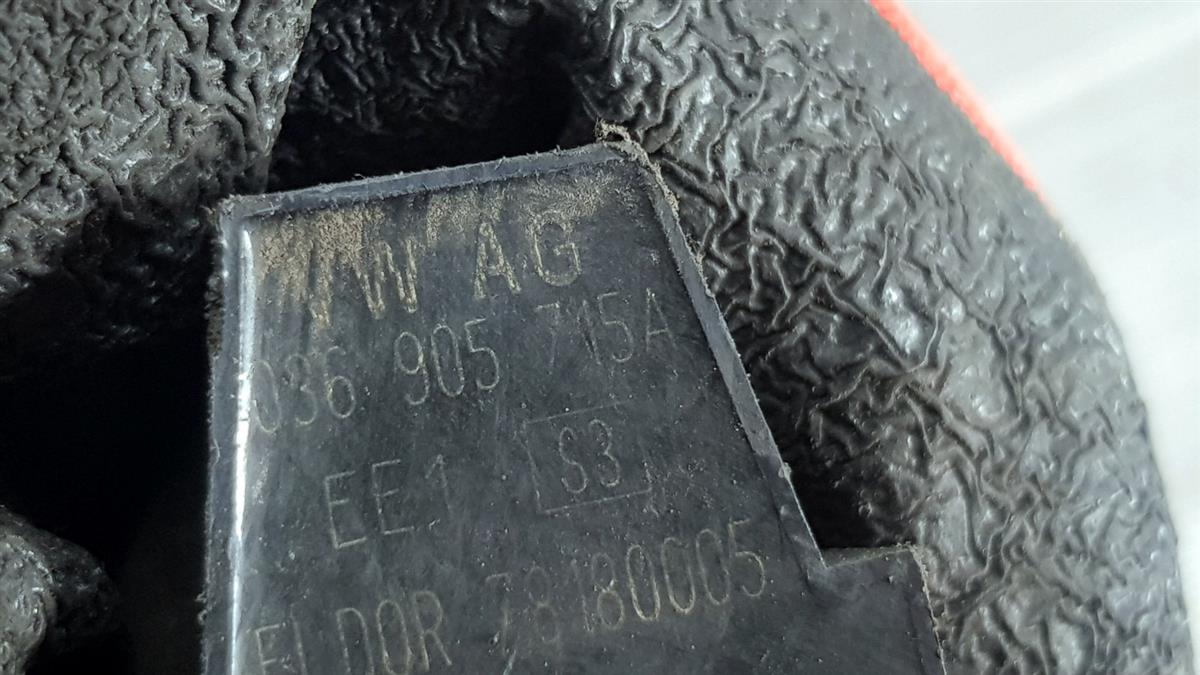 VW AG
036 905 715A
EE1 S3
ELDOR 78180005